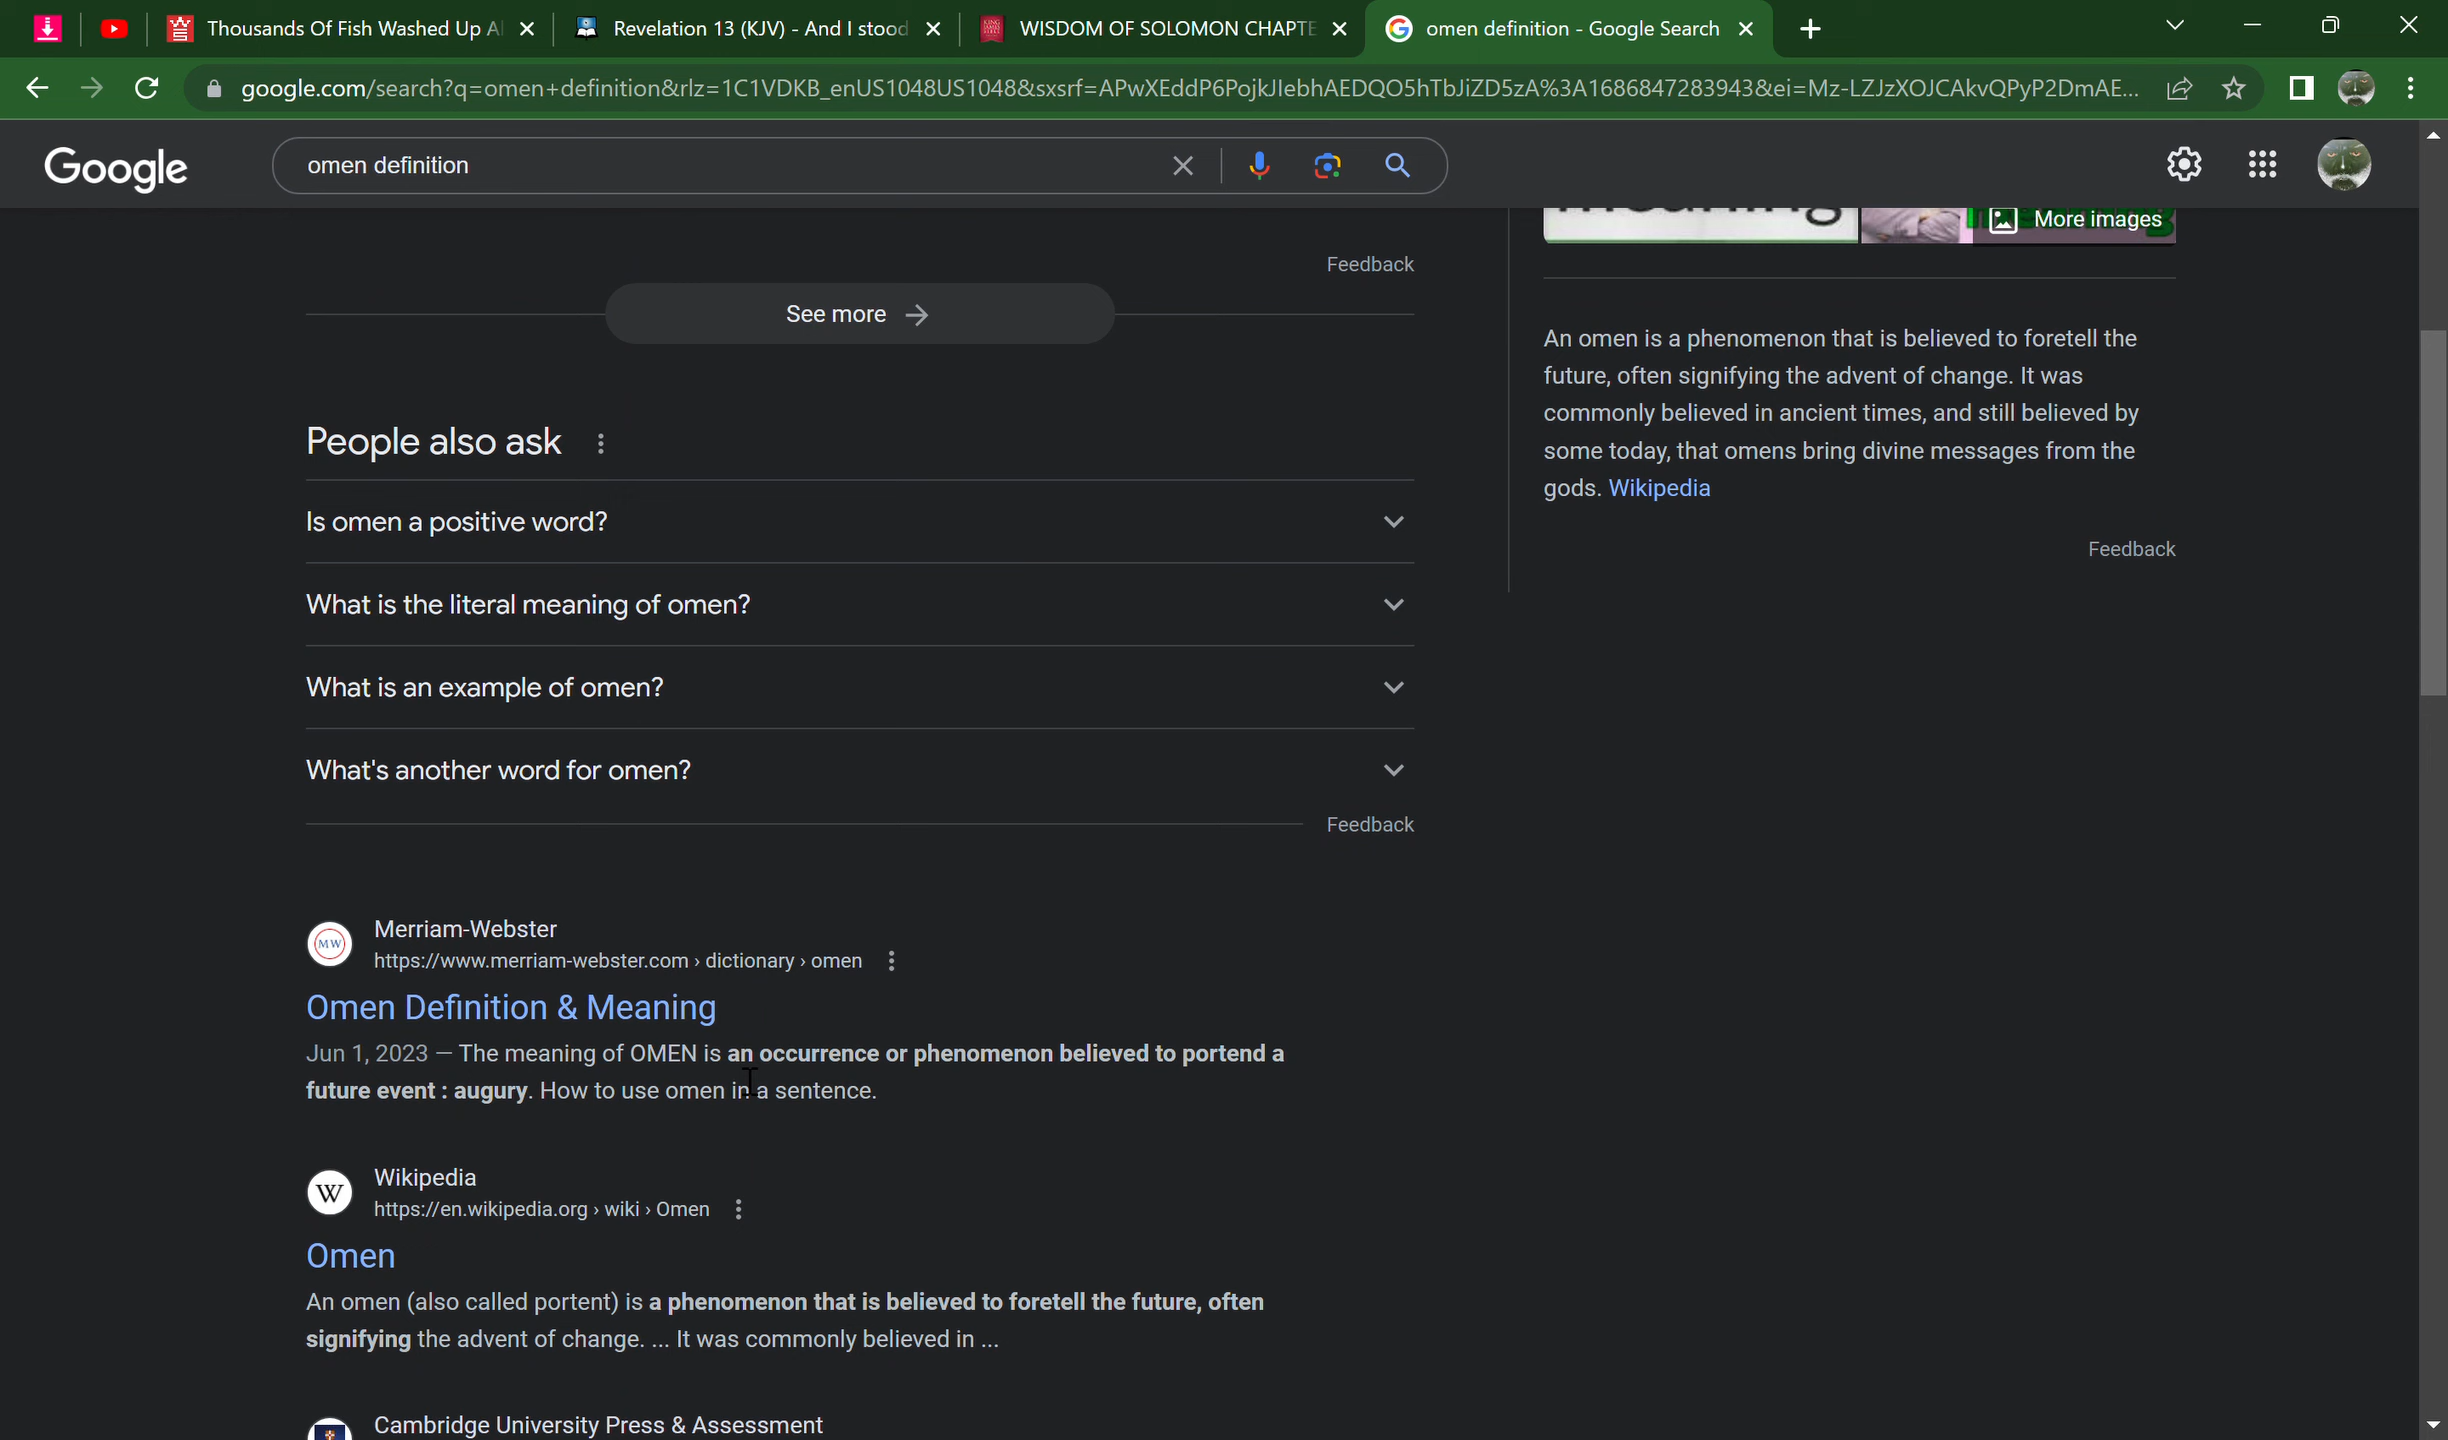 Thousands Of Fish Washed Up Al
Revelation 13 (KJV) - And I stood
WISDOM OF SOLOMON CHAPTE
omen definition - Google Search
google.com/search?q=omen+definition&rlz=1C1VDKB_enUS1048US1048&sxsrf=APwXEddP6PojkJlebhAEDQO5hTbJiZD5zA%3A1686847283943&ei=Mz-LZJzXOJCAkvQPyP2DmAE...
Google
omen definition
More images
Feedback
See more
An omen is a phenomenon that is believed to foretell the
future, often signifying the advent of change. It was
commonly believed in ancient times, and still believed by
some today, that omens bring divine messages from the
gods. Wikipedia
Feedback
People also ask
Is omen a positive word?
What is the literal meaning of omen?
What is an example of omen?
What's another word for omen?
Feedback
MW
Merriam-Webster
https://www.merriam-webster.com › dictionary › omen
Omen Definition & Meaning
Jun 1, 2023 — The meaning of OMEN is an occurrence or phenomenon believed to portend a
future event : augury. How to use omen in a sentence.
W
Wikipedia
https://en.wikipedia.org › wiki › Omen
Omen
An omen (also called portent) is a phenomenon that is believed to foretell the future, often
signifying the advent of change. ... It was commonly believed in ...
Cambridge University Press & Assessment